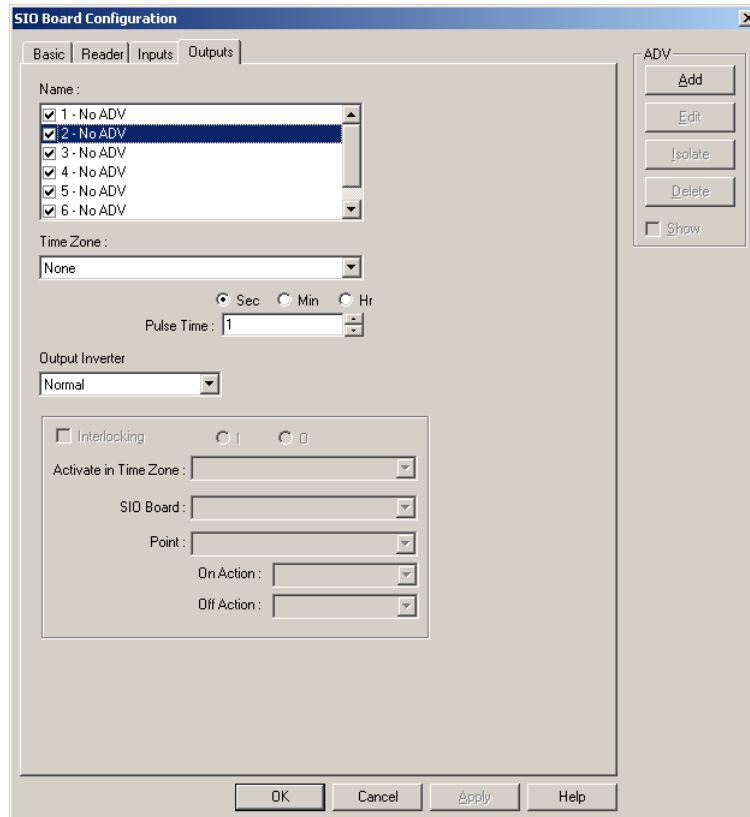 SIO Board Configuration
Basic Reader Inputs Outputs
Name :
1 - No ADV
2 - No ADV
3 - No ADV
4 - No ADV
5 - No ADV
6 - No ADV
Time Zone :
None
Sec Min Hr
Pulse Time : 1
Output Inverter
Normal
Interlocking I O
Activate in Time Zone :
SIO Board :
Point :
On Action :
Off Action :
ADV
Add
Edit
Isolate
Delete
Show
OK Cancel Apply Help